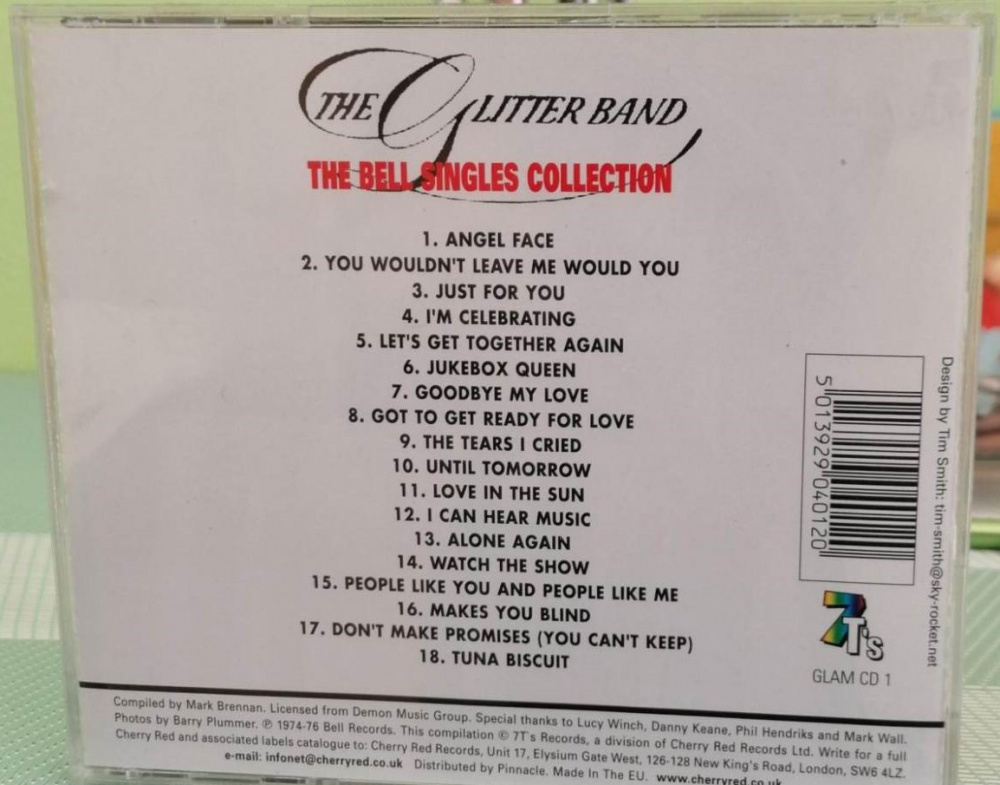 THE GLITTER BAND
THE BELL SINGLES COLLECTION
1. ANGEL FACE
2. YOU WOULDN'T LEAVE ME WOULD YOU
3. JUST FOR YOU
4. I'M CELEBRATING
5. LET'S GET TOGETHER AGAIN
6. JUKEBOX QUEEN
7. GOODBYE MY LOVE
8. GOT TO GET READY FOR LOVE
9. THE TEARS I CRIED
10. UNTIL TOMORROW
11. LOVE IN THE SUN
12. I CAN HEAR MUSIC
13. ALONE AGAIN
14. WATCH THE SHOW
15. PEOPLE LIKE YOU AND PEOPLE LIKE ME
16. MAKES YOU BLIND
17. DON'T MAKE PROMISES (YOU CAN'T KEEP)
18. TUNA BISCUIT
5 013929 040120
Design by Tim Smith: tim-smith@sky-rocket.net
7T's
GLAM CD 1
Compiled by Mark Brennan. Licensed from Demon Music Group. Special thanks to Lucy Winch, Danny Keane, Phil Hendriks and Mark Wall.
Photos by Barry Plummer. ℗ 1974-76 Bell Records. This compilation © 7T's Records, a division of Cherry Red Records Ltd. Write for a full
Cherry Red and associated labels catalogue to: Cherry Red Records, Unit 17, Elysium Gate West, 126-128 New King's Road, London, SW6 4LZ.
e-mail: infonet@cherryred.co.uk Distributed by Pinnacle. Made In The EU. www.cherryred.co.uk